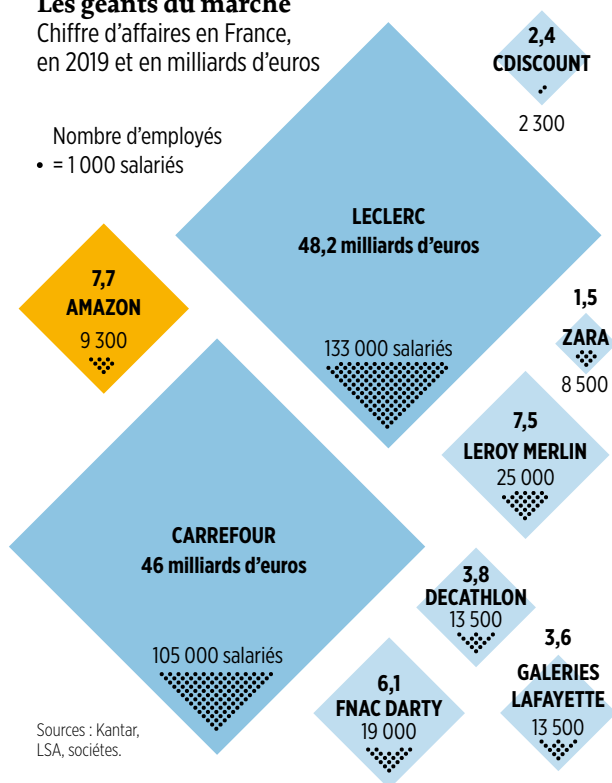 Les géants du marché
Chiffre d’affaires en France,
en 2019 et en milliards d’euros
Nombre d’employés
• = 1 000 salariés
2,4
CDISCOUNT
2 300
LECLERC
48,2 milliards d’euros
133 000 salariés
7,7
AMAZON
9 300
1,5
ZARA
8 500
7,5
LEROY MERLIN
25 000
CARREFOUR
46 milliards d’euros
105 000 salariés
3,8
DECATHLON
13 500
3,6
GALERIES
LAFAYETTE
13 500
6,1
FNAC DARTY
19 000
Sources : Kantar,
LSA, sociétes.